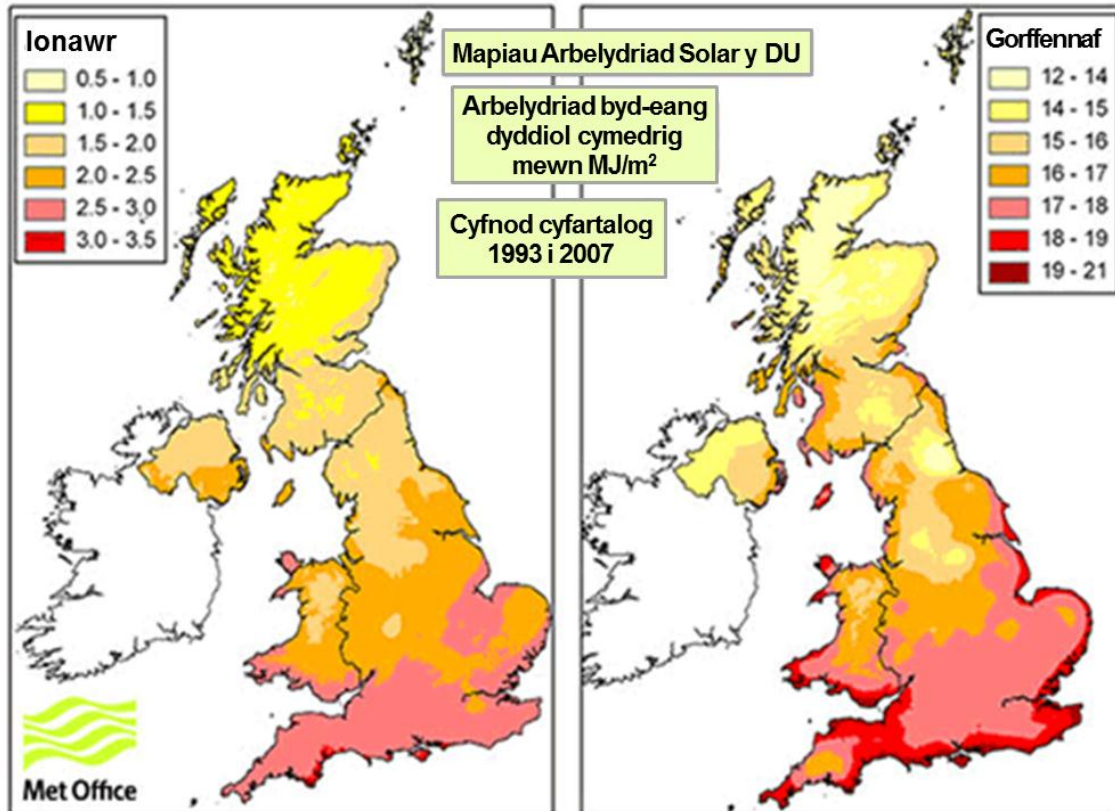 Ionawr
0.5 - 1.0
1.0 - 1.5
1.5 - 2.0
2.0 - 2.5
2.5 - 3.0
3.0 - 3.5
Mapiau Arbelydriad Solar y DU
Arbelydriad byd-eang
dyddiol cymedrig
mewn MJ/m²
Cyfnod cyfartalog
1993 i 2007
Gorffennaf
12 - 14
14 - 15
15 - 16
16 - 17
17 - 18
18 - 19
19 - 21
Met Office